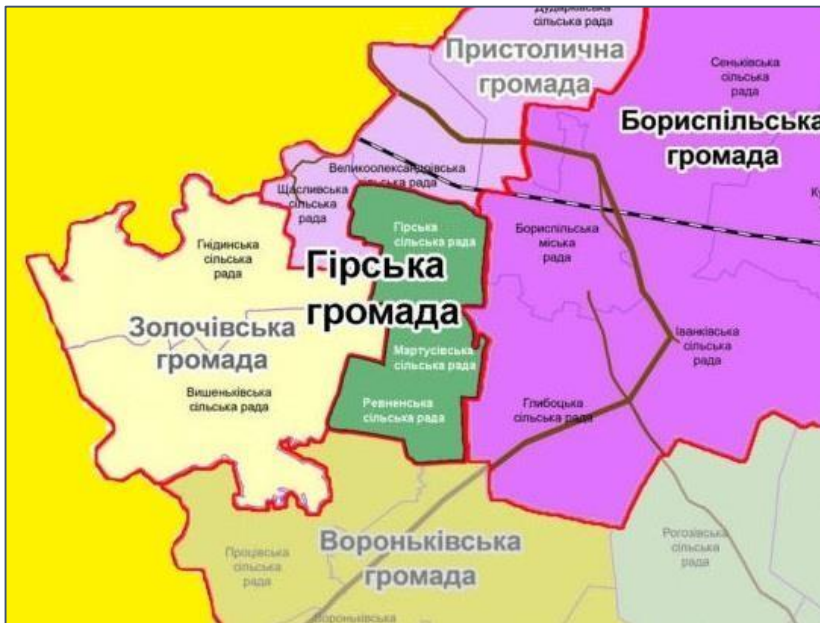 Дударківська
сільська
рада
Пристолична
громада
Сеньківська
сільська
рада
Бориспільська
громада
Великоолександрівська
сільська рада
Щасливська
сільська
рада
Гірська
сільська рада
Гнідинська
сільська
рада
Бориспільська
міська
рада
Гірська
громада
Золочівська
громада
Мартусівська
сільська рада
Іванківська
сільська
рада
Вишеньківська
сільська рада
Ревненська
сільська рада
Глибоцька
сільська рада
Вороньківська
громада
Процівська
сільська
рада
Рогозівська
сільська
рада
Вороньківська